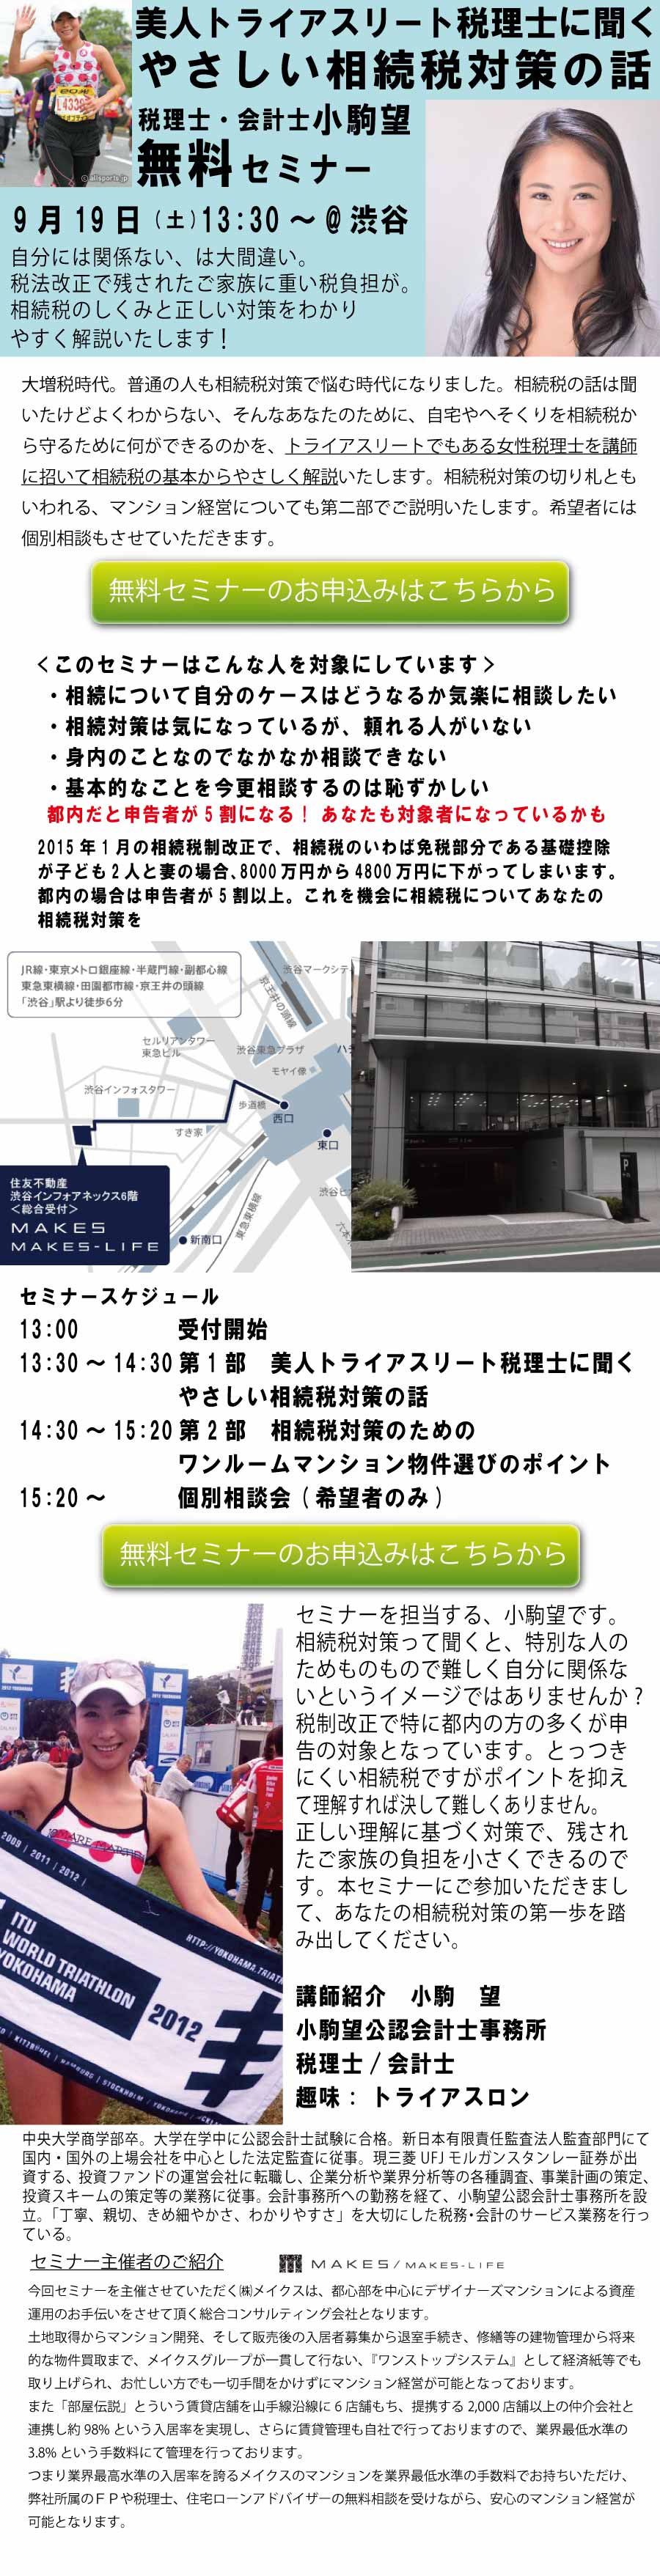 美人トライアスリート税理士に聞く
やさしい相続税対策の話
税理士・会計士小駒望
無料セミナー
©allsports.jp
9月19日(土)13:30～@渋谷
自分には関係ない、は大間違い。
税法改正で残されたご家族に重い税負担が。
相続税のしくみと正しい対策をわかり
やすく解説いたします！
大増税時代。普通の人も相続税対策で悩む時代になりました。相続税の話は聞
いたけどよくわからない、そんなあなたのために、自宅やへそくりを相続税か
ら守るために何ができるのかを、トライアスリートでもある女性税理士を講師
に招いて相続税の基本からやさしく解説いたします。相続税対策の切り札とも
いわれる、マンション経営についても第二部でご説明いたします。希望者には
個別相談もさせていただきます。
無料セミナーのお申込みはこちらから
＜このセミナーはこんな人を対象にしています＞
・相続について自分のケースはどうなるか気楽に相談したい
・相続対策は気になっているが、頼れる人がいない
・身内のことなのでなかなか相談できない
・基本的なことを今更相談するのは恥ずかしい
都内だと申告者が5割になる！ あなたも対象者になっているかも
2015年1月の相続税制改正で、相続税のいわば免税部分である基礎控除
が子ども2人と妻の場合、8000万円から4800万円に下がってしまいます。
都内の場合は申告者が5割以上。これを機会に相続税についてあなたの
相続税対策を
JR線・東京メトロ銀座線・半蔵門線・副都心線
東急東横線・田園都市線・京王井の頭線
「渋谷」駅より徒歩6分
渋谷マークシテ
京王井の頭線
セルリアンタワー
東急ビル
渋谷東急プラザ
ハチ
モヤイ像
渋谷インフォスタワー
歩道橋
西口
すき家
東口
住友不動産
渋谷インフォアネックス6階
＜総合受付＞
MAKES
MAKES-LIFE
渋谷ヒ
東急東横線
六本
新南口
P
セミナースケジュール
13:00 受付開始
13:30～14:30 第1部 美人トライアスリート税理士に聞く
やさしい相続税対策の話
14:30～15:20 第2部 相続税対策のための
ワンルームマンション物件選びのポイント
15:20～ 個別相談会(希望者のみ)
無料セミナーのお申込みはこちらから
セミナーを担当する、小駒望です。
相続税対策って聞くと、特別な人の
ためものもので難しく自分に関係な
いというイメージではありませんか？
税制改正で特に都内の方の多くが申
告の対象となっています。とっつき
にくい相続税ですがポイントを抑え
て理解すれば決して難しくありません。
正しい理解に基づく対策で、残され
たご家族の負担を小さくできるので
す。本セミナーにご参加いただきまし
て、あなたの相続税対策の第一歩を踏
み出してください。
2009 / 2011 / 2012 /
ITU
WORLD TRIATHLON
YOKOHAMA
2012
講師紹介 小駒 望
小駒望公認会計士事務所
税理士/会計士
趣味：トライアスロン
中央大学商学部卒。大学在学中に公認会計士試験に合格。新日本有限責任監査法人監査部門にて
国内・国外の上場会社を中心とした法定監査に従事。現三菱UFJモルガンスタンレー証券が出
資する、投資ファンドの運営会社に転職し、企業分析や業界分析等の各種調査、事業計画の策定、
投資スキームの策定等の業務に従事。会計事務所への勤務を経て、小駒望公認会計士事務所を設
立。「丁寧、親切、きめ細やかさ、わかりやすさ」を大切にした税務・会計のサービス業務を行っ
ている。
セミナー主催者のご紹介
MAKES/MAKES-LIFE
今回セミナーを主催させていただく㈱メイクスは、都心部を中心にデザイナーズマンションによる資産
運用のお手伝いをさせて頂く総合コンサルティング会社となります。
土地取得からマンション開発、そして販売後の入居者募集から退室手続き、修繕等の建物管理から将来
的な物件買取まで、メイクスグループが一貫して行ない、『ワンストップシステム』として経済紙等でも
取り上げられ、お忙しい方でも一切手間をかけずにマンション経営が可能となっております。
また「部屋伝説」とういう賃貸店舗を山手線沿線に6店舗もち、提携する2,000店舗以上の仲介会社と
連携し約98%という入居率を実現し、さらに賃貸管理も自社で行っておりますので、業界最低水準の
3.8%という手数料にて管理を行っております。
つまり業界最高水準の入居率を誇るメイクスのマンションを業界最低水準の手数料でお持ちいただけ、
弊社所属のＦＰや税理士、住宅ローンアドバイザーの無料相談を受けながら、安心のマンション経営が
可能となります。